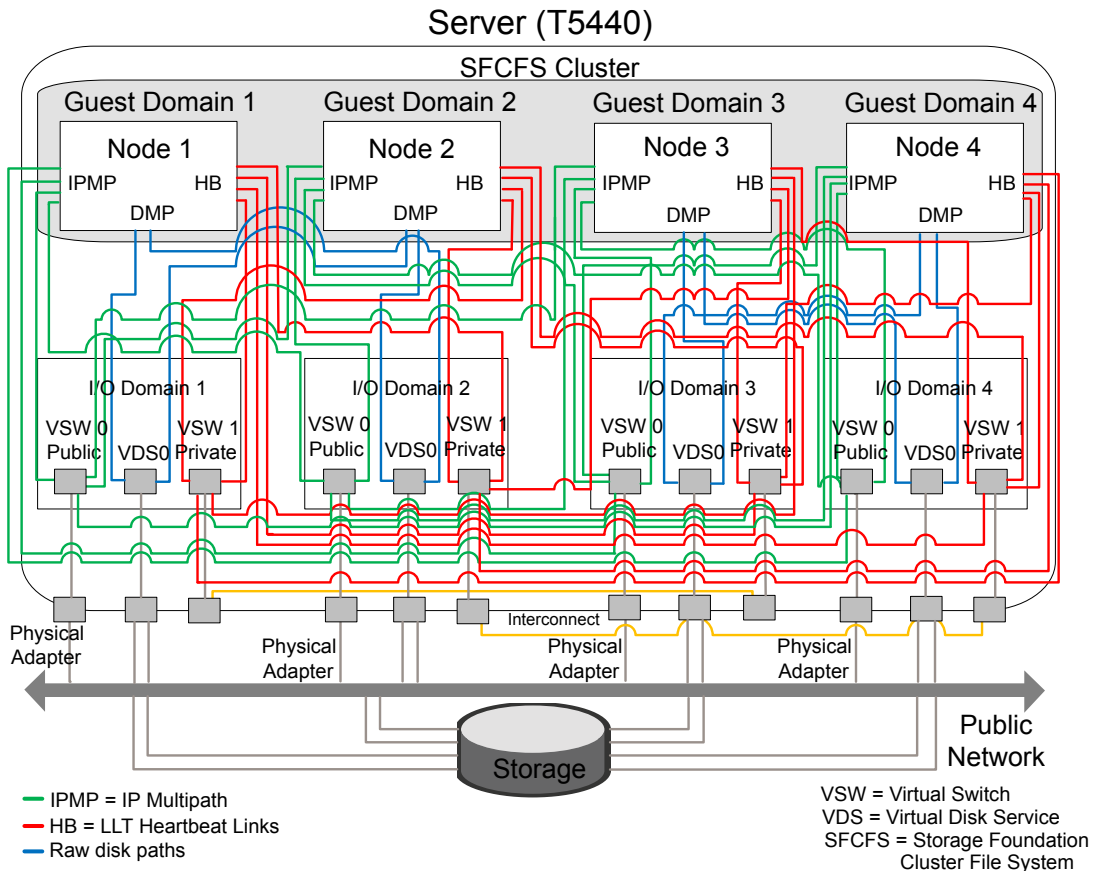 Server (T5440)
SFCFS Cluster
Guest Domain 1
Guest Domain 2
Guest Domain 3
Guest Domain 4
Node 1
Node 2
Node 3
Node 4
IPMP
HB
IPMP
HB
IPMP
HB
IPMP
HB
DMP
DMP
DMP
DMP
I/O Domain 1
I/O Domain 2
I/O Domain 3
I/O Domain 4
VSW 0
Public
VDS0
VSW 1
Private
VSW 0
Public
VDS0
VSW 1
Private
VSW 0
Public
VDS0
VSW 1
Private
VSW 0
Public
VDS0
VSW 1
Private
Interconnect
Physical
Adapter
Physical
Adapter
Physical
Adapter
Physical
Adapter
Public
Network
Storage
IPMP = IP Multipath
HB = LLT Heartbeat Links
Raw disk paths
VSW = Virtual Switch
VDS = Virtual Disk Service
SFCFS = Storage Foundation
Cluster File System